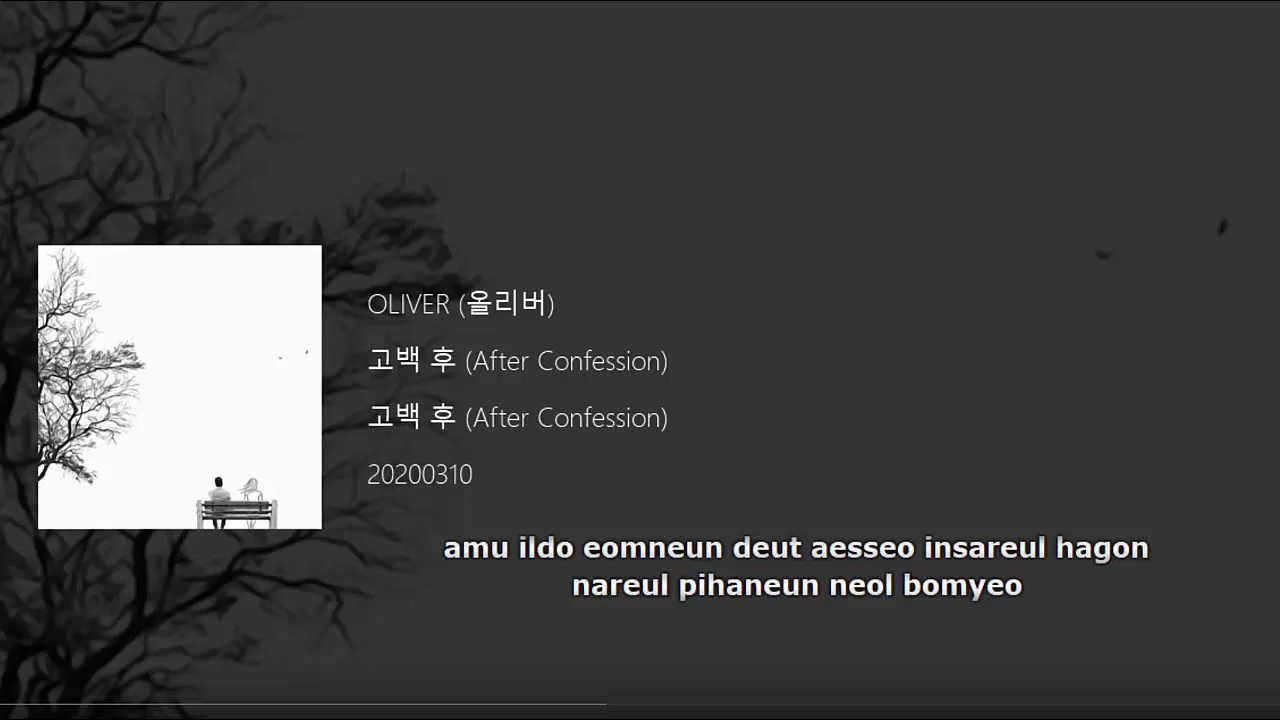 OLIVER (올리버)
고백 후 (After Confession)
고백 후 (After Confession)
20200310
amu ildo eomneun deut aesseo insareul hagon
nareul pihaneun neol bomyeo